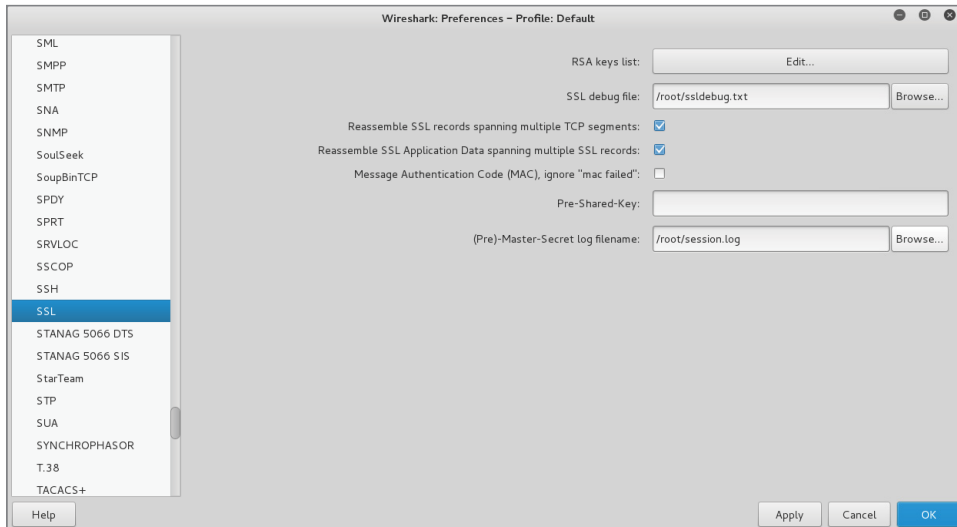 Wireshark: Preferences – Profile: Default
SML
SMPP
SMTP
SNA
SNMP
SoulSeek
SoupBinTCP
SPDY
SPRT
SRVLOC
SSCOP
SSH
SSL
STANAG 5066 DTS
STANAG 5066 SIS
StarTeam
STP
SUA
SYNCHROPHASOR
T.38
TACACS+
RSA keys list: Edit...
SSL debug file: /root/ssldebug.txt Browse...
Reassemble SSL records spanning multiple TCP segments:
Reassemble SSL Application Data spanning multiple SSL records:
Message Authentication Code (MAC), ignore "mac failed":
Pre-Shared-Key:
(Pre)-Master-Secret log filename: /root/session.log Browse...
Help Apply Cancel OK